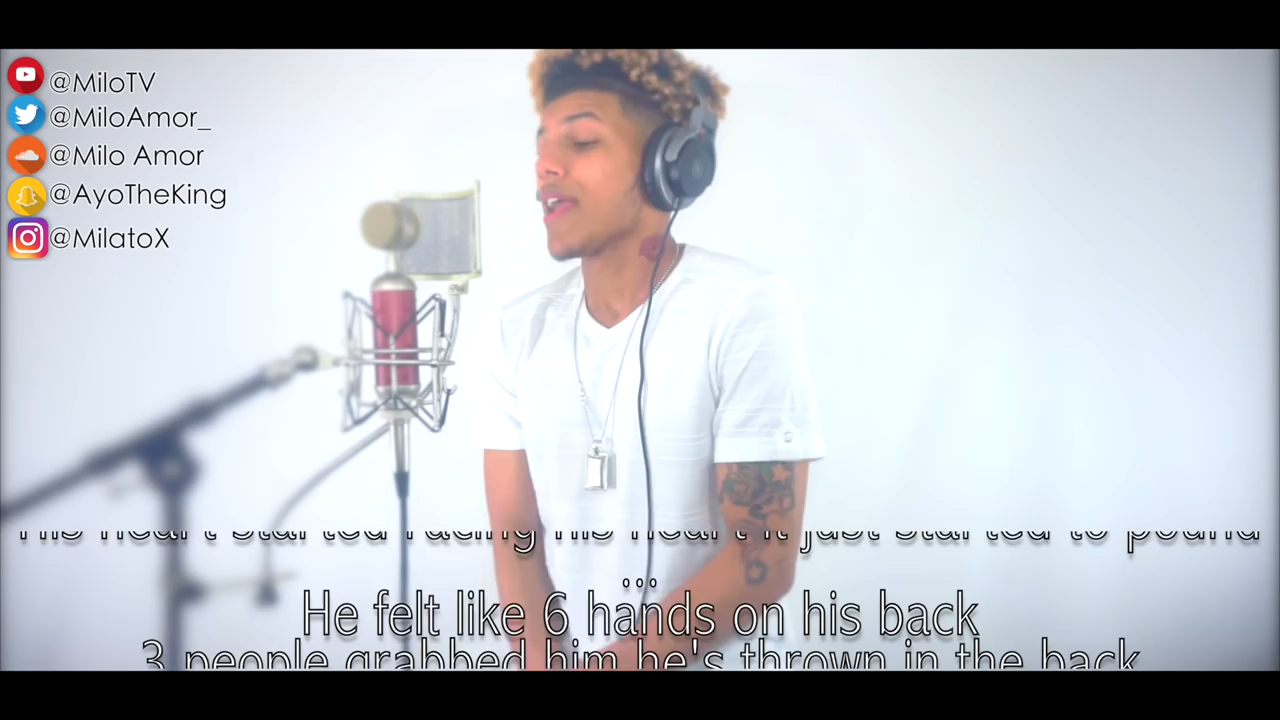 @MiloTV
@MiloAmor_
@Milo Amor
@AyoTheKing
@MilatoX
His heart started racing his heart it just started to pound
...
He felt like 6 hands on his back
3 people grabbed him he's thrown in the back